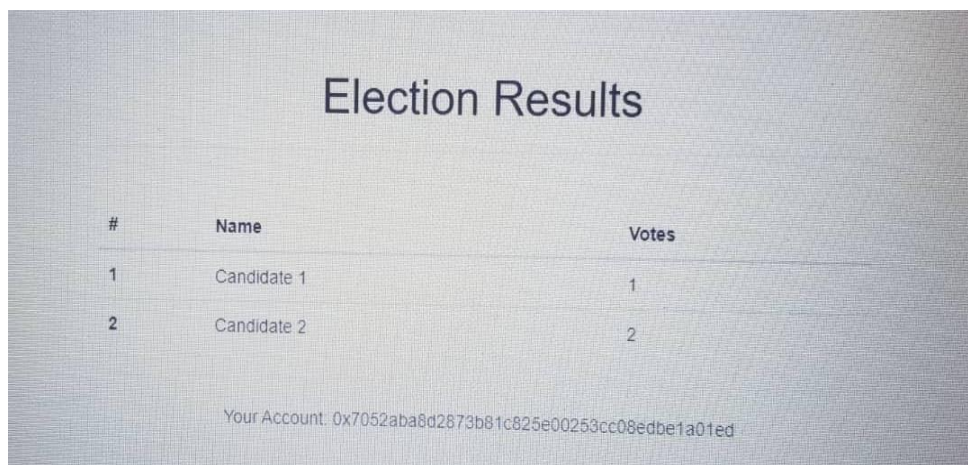 Election Results
# Name Votes
1 Candidate 1 1
2 Candidate 2 2
Your Account: 0x7052aba8d2873b81c825e00253cc08edbe1a01ed